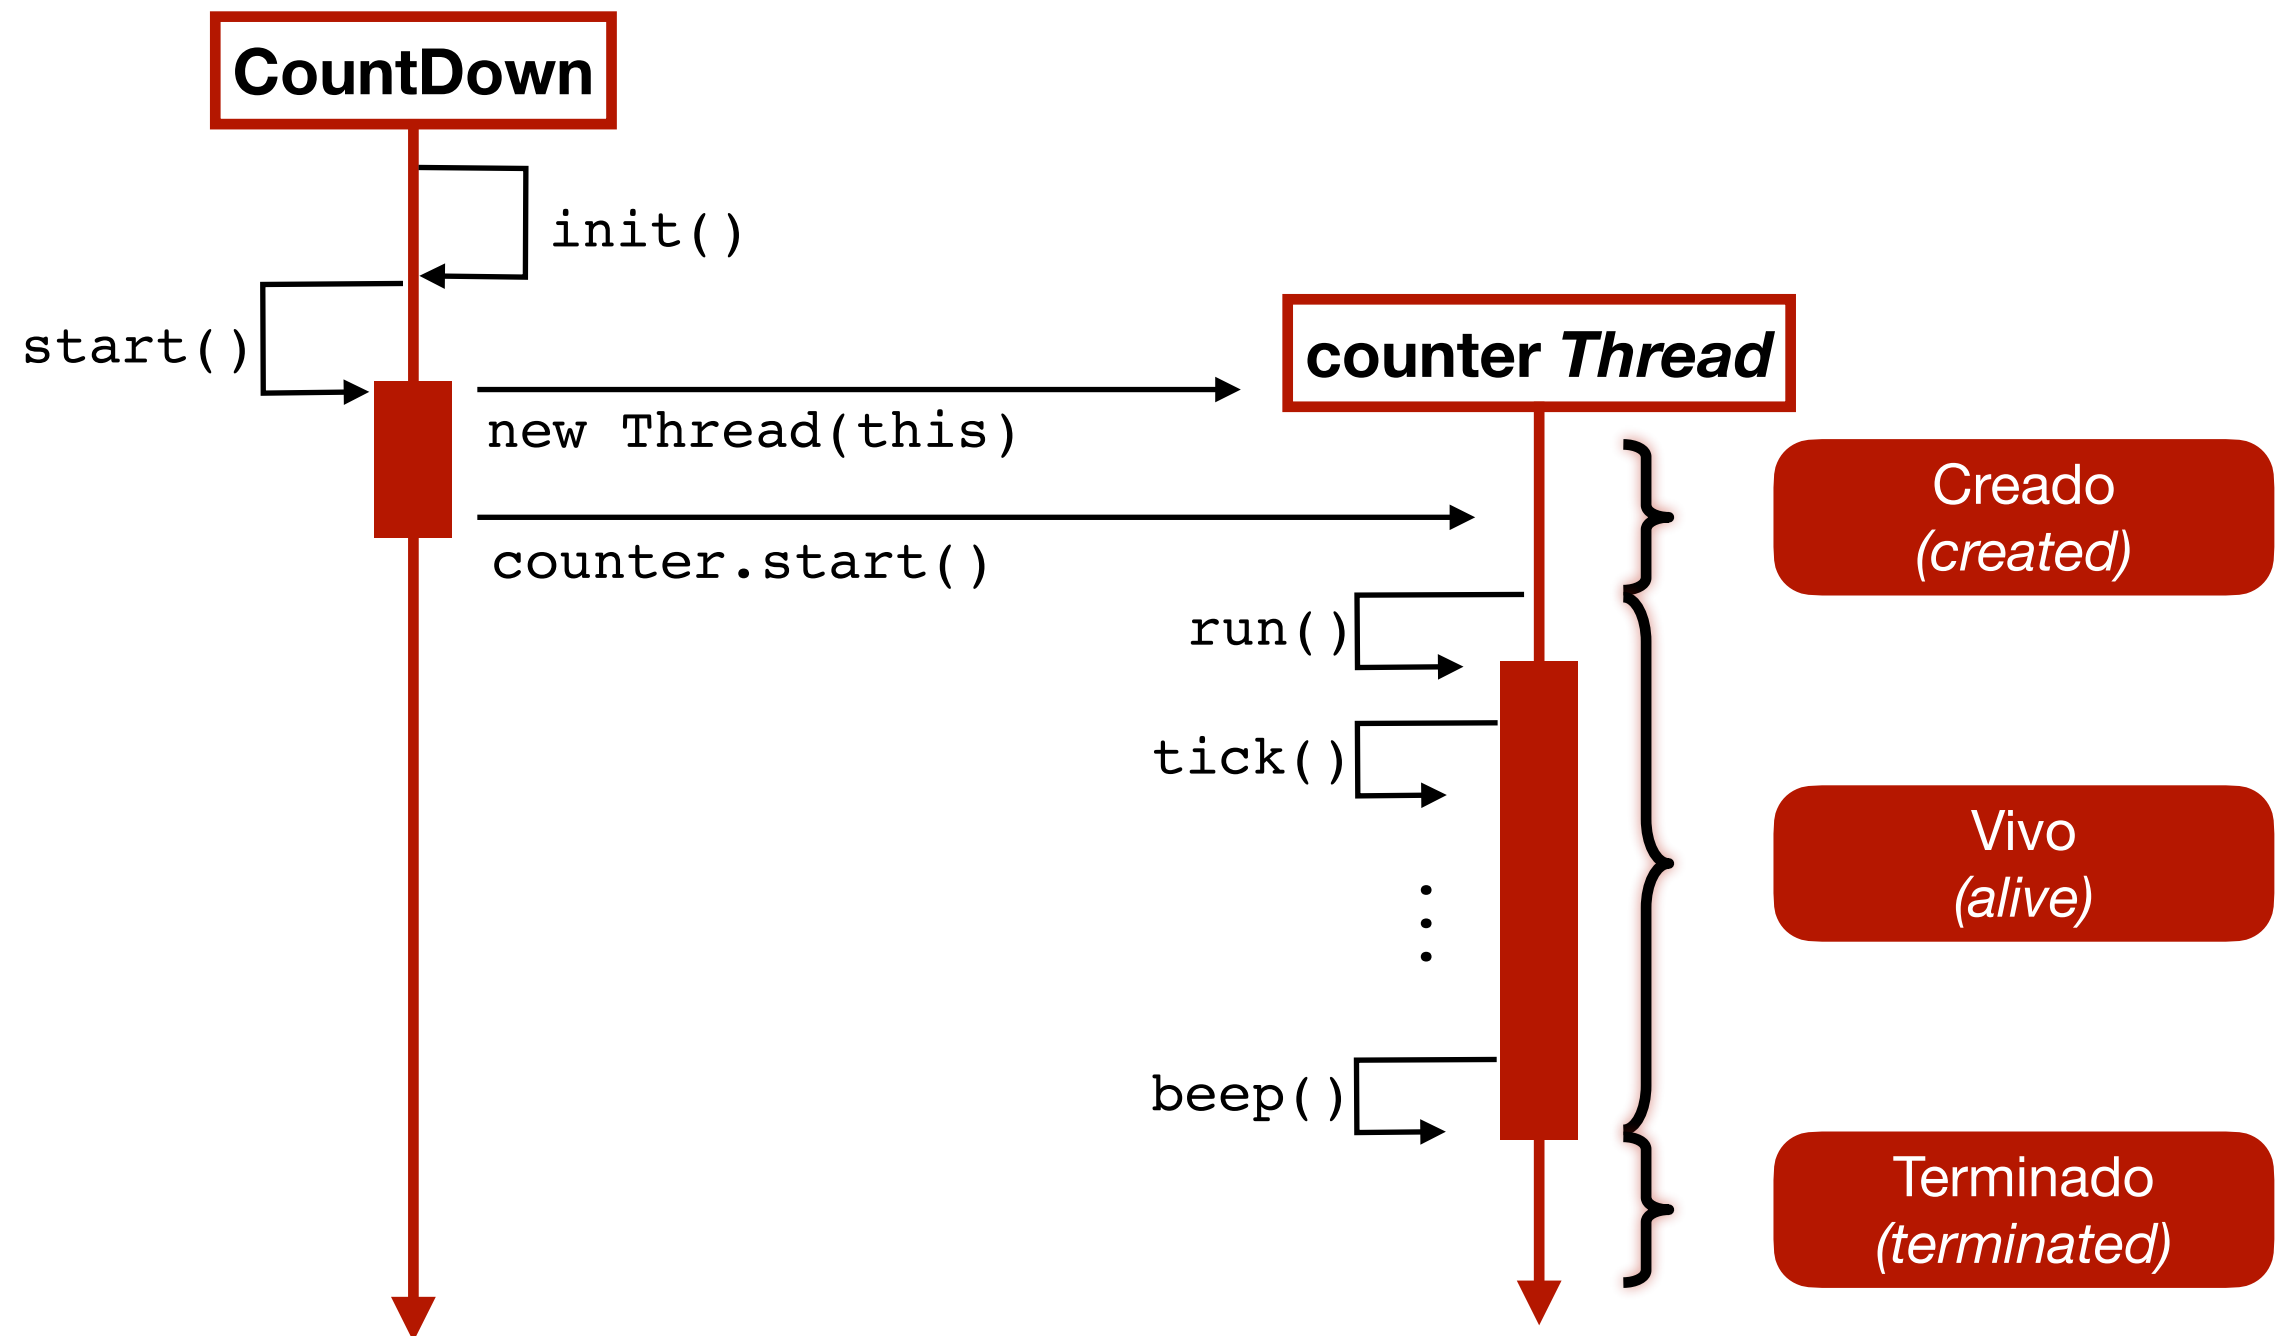 CountDown
init()
start()
counter Thread
new Thread(this)
counter.start()
Creado
(created)
run()
tick()
Vivo
(alive)
beep()
Terminado
(terminated)